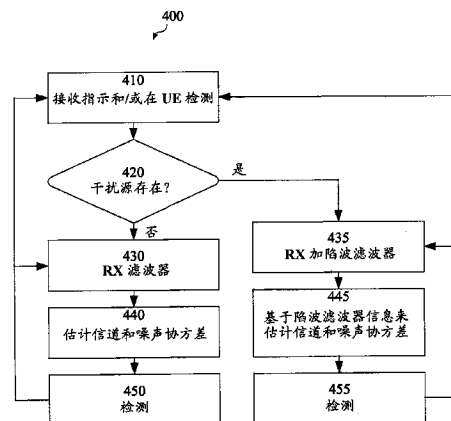 400
410
接收指示和/或在 UE 检测
420
干扰源存在?
是
否
430
RX 滤波器
435
RX 加陷波滤波器
440
估计信道和噪声协方差
445
基于陷波滤波器信息来
估计信道和噪声协方差
450
检测
455
检测